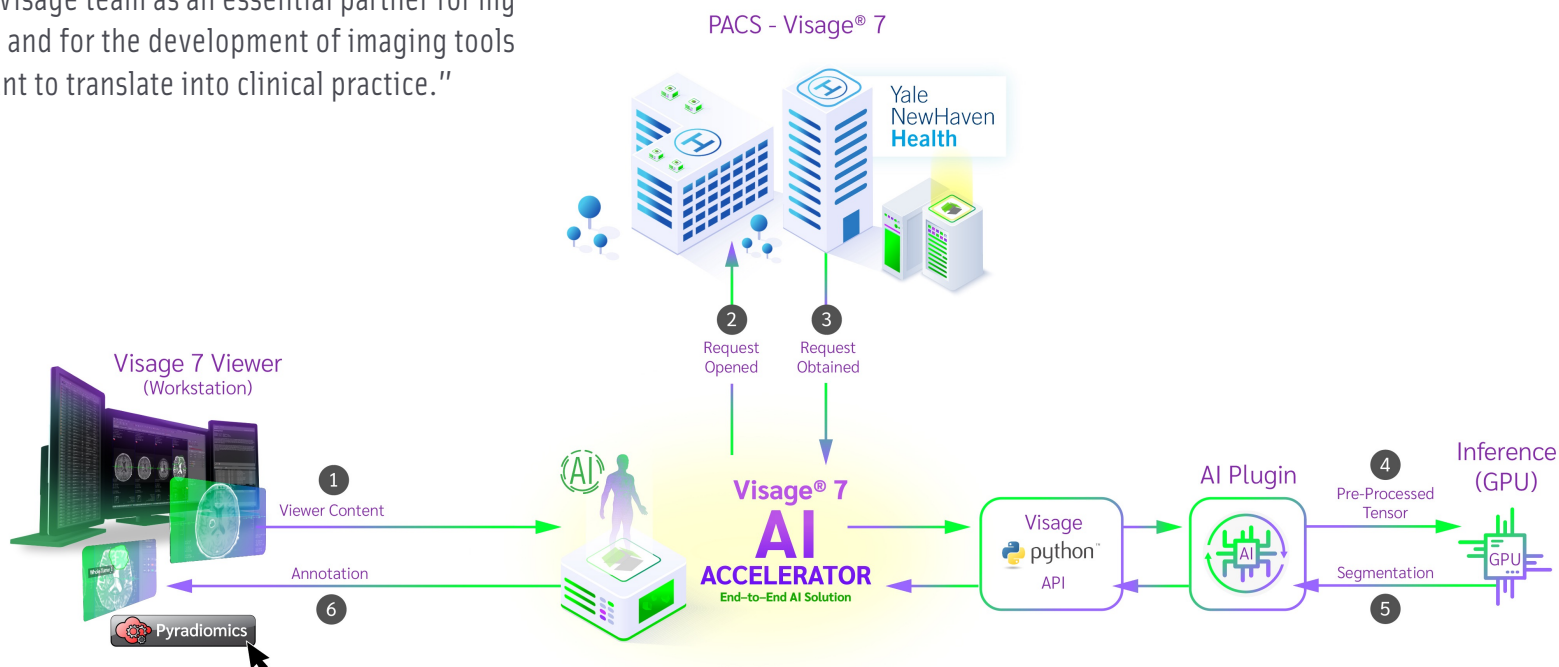 Visage team as an essential partner for my
and for the development of imaging tools
nt to translate into clinical practice.”
PACS - Visage® 7
H
H
Yale
NewHaven
Health
2
Request
Opened
3
Request
Obtained
Visage 7 Viewer
(Workstation)
1
Viewer Content
Annotation
6
Pyradiomics
AI
Visage® 7
AI
ACCELERATOR
End–to–End AI Solution
Visage
python™
API
AI Plugin
AI
4
Pre-Processed
Tensor
Segmentation
5
Inference
(GPU)
GPU